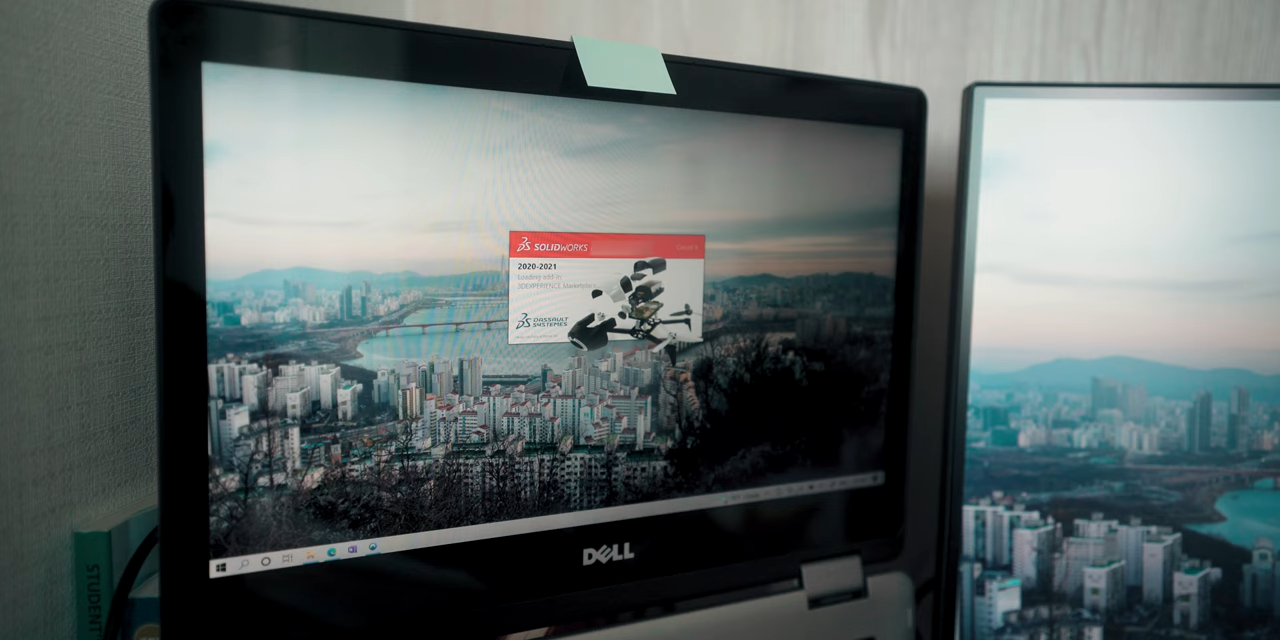 SOLIDWORKS
2020-2021
Loading add-in:
3DEXPERIENCE Marketplace
DASSAULT
SYSTEMES
DELL
STUDENT